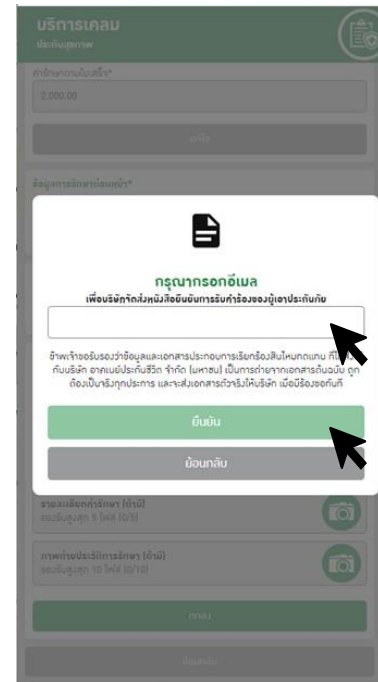 บริการเคลม
ประกันสุขภาพ
ค่ารักษาตามใบเสร็จ*
2,000.00
แก้ไข
ข้อมูลการรักษาก่อนหน้า*
กรุณากรอกอีเมล
เพื่อบริษัทจัดส่งหนังสือยืนยันการรับคำร้องของผู้เอาประกันภัย
ข้าพเจ้าขอรับรองว่าข้อมูลและเอกสารประกอบการเรียกร้องสินไหมทดแทน ที่ให้
กับบริษัท อาคเนย์ประกันชีวิต จำกัด (มหาชน) เป็นการถ่ายจากเอกสารต้นฉบับ ถูก
ต้องเป็นจริงทุกประการ และจะส่งเอกสารตัวจริงให้บริษัท เมื่อมีร้องขอทันที
ยืนยัน
ย้อนกลับ
รายละเอียดค่ารักษา (ถ้ามี)
รองรับสูงสุด 5 ไฟล์ (0/5)
ภาพถ่ายประวัติการรักษา (ถ้ามี)
รองรับสูงสุด 10 ไฟล์ (0/10)
ตกลง
ย้อนกลับ